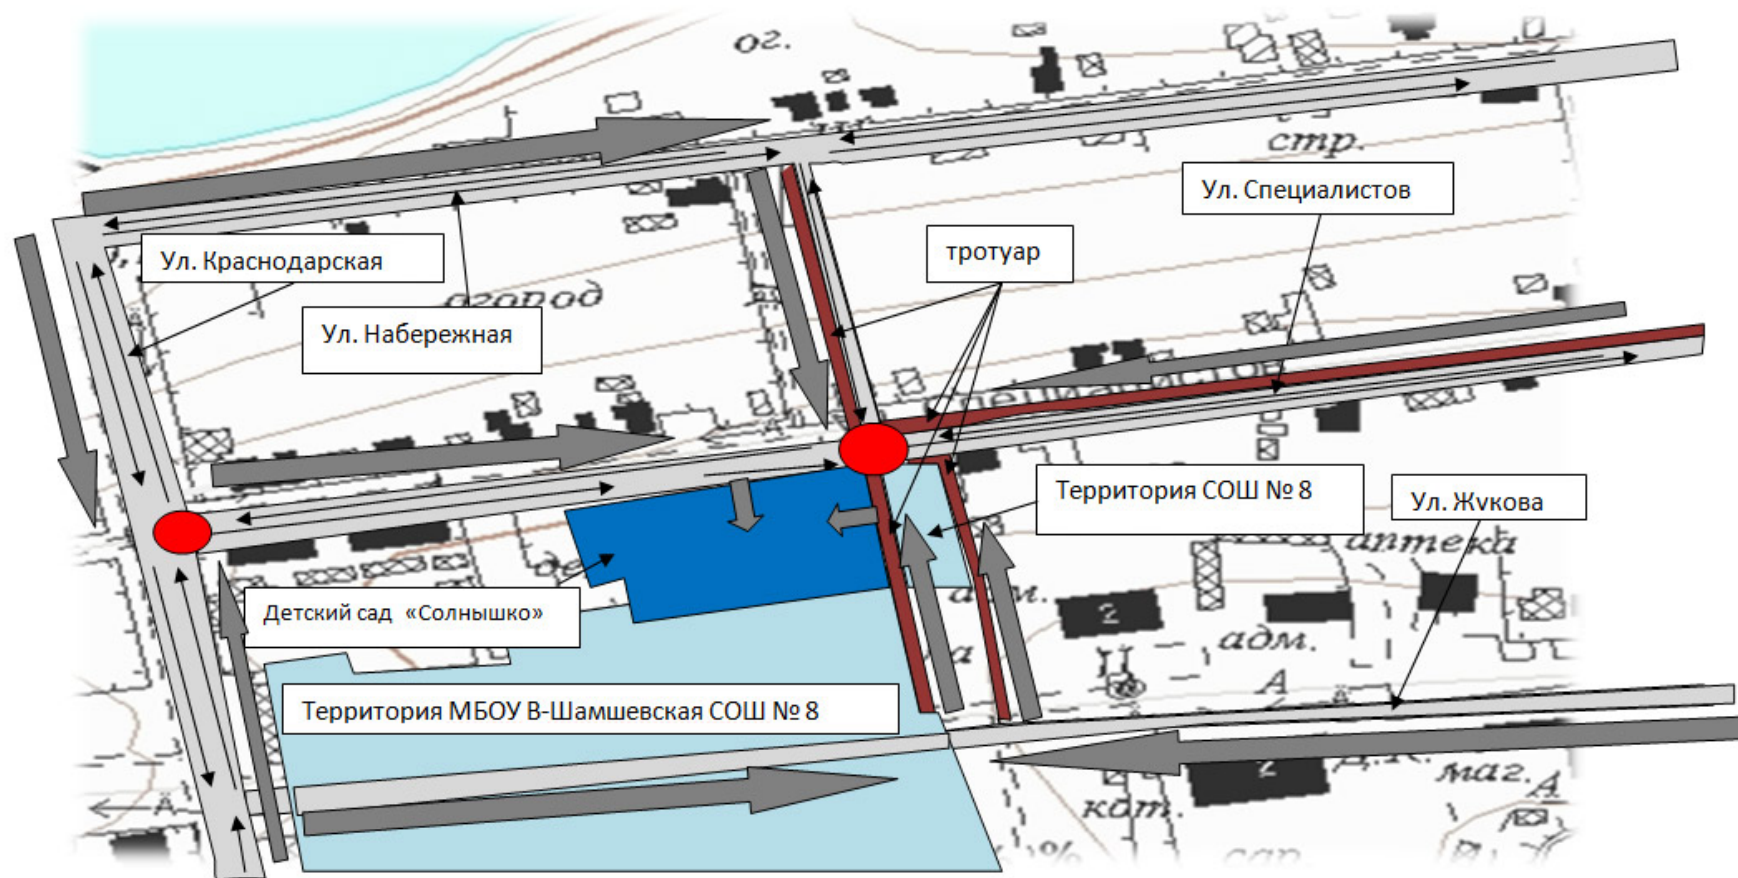 ог.
стр.
Ул. Специалистов
тротуар
Ул. Краснодарская
огород
Ул. Набережная
специалистов
А
Территория СОШ № 8
Ул. Жукова
аптека
Детский сад «Солнышко»
2
адм.
А
Территория МБОУ В-Шамшевская СОШ № 8
2
Д.К.
маг.
А
А
кот.